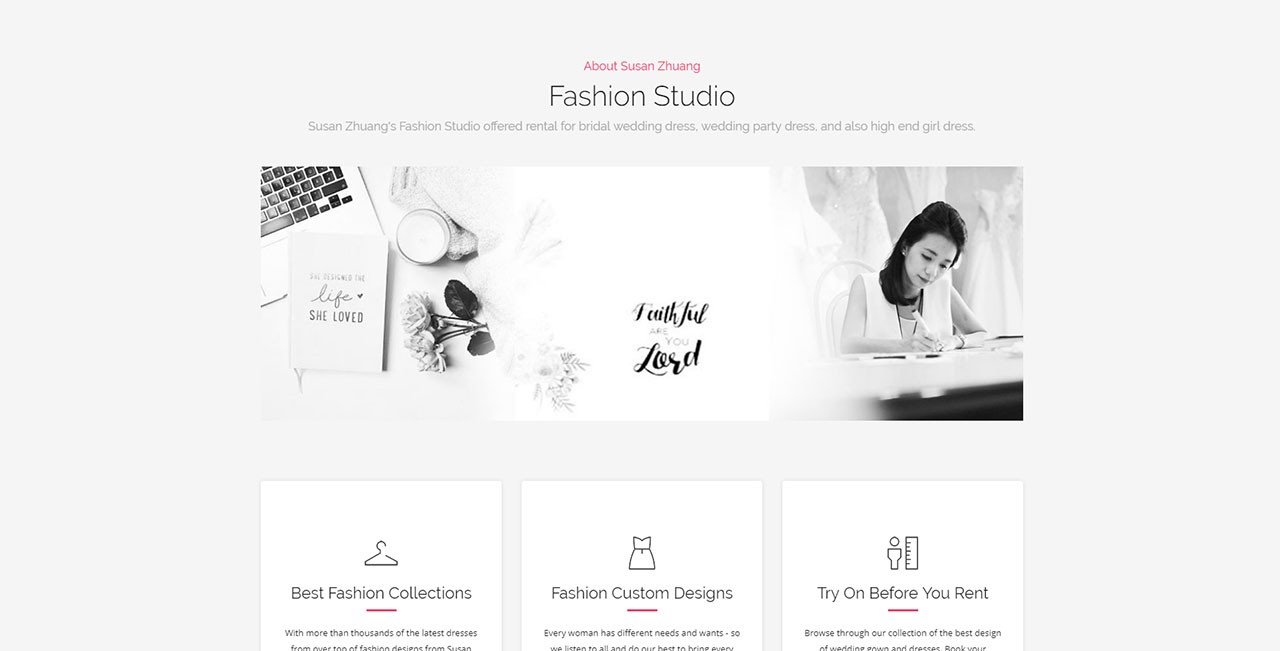 About Susan Zhuang
Fashion Studio
Susan Zhuang's Fashion Studio offered rental for bridal wedding dress, wedding party dress, and also high end girl dress.
SHE DESIGNED THE
life
SHE LOVED
Faithful
ARE
YOU
Lord
Best Fashion Collections
With more than thousands of the latest dresses
from over top of fashion designs from Susan
Fashion Custom Designs
Every woman has different needs and wants - so
we listen to all and do our best to bring every
Try On Before You Rent
Browse through our collection of the best design
of wedding gown and dresses. Book your